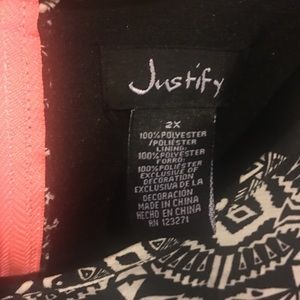 Justify
2X
100% POLYESTER
/POLIÉSTER
LINING:
100% POLYESTER
FORRO:
100% POLIÉSTER
EXCLUSIVE OF
DECORATION
EXCLUSIVA DE LA
DECORACIÓN
MADE IN CHINA
HECHO EN CHINA
RN 123271